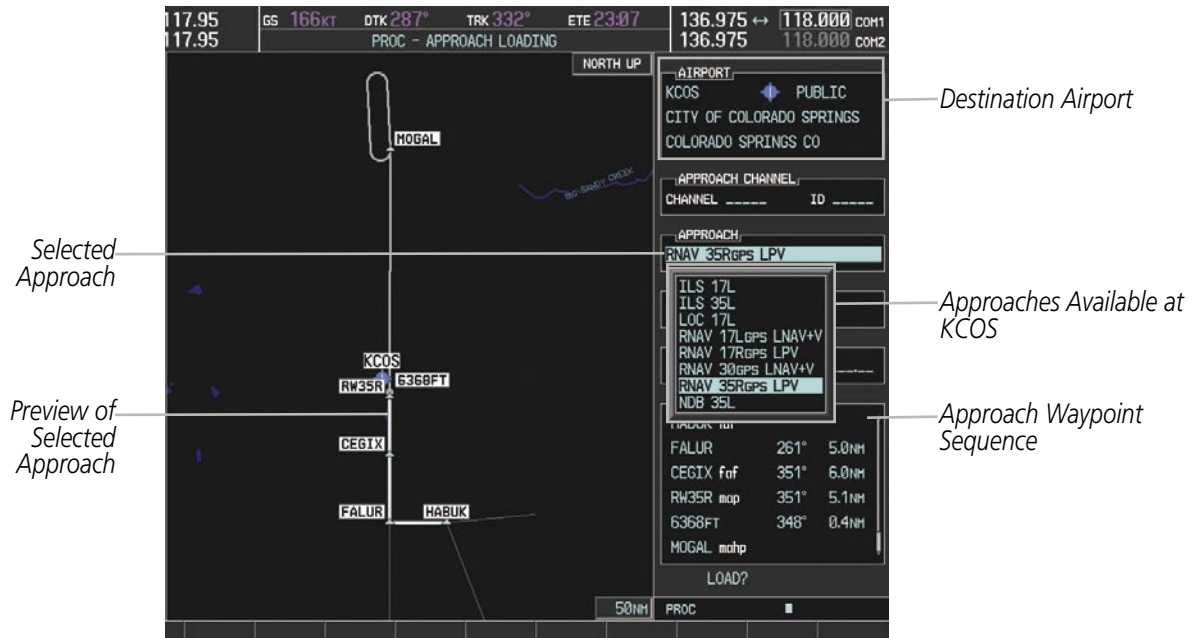 117.95
117.95
GS 166KT DTK 287° TRK 332° ETE 23:07
PROC - APPROACH LOADING
136.975 ↔ 118.000 COM1
136.975 118.000 COM2
NORTH UP
MOGAL
BIG SANDY CREEK
KCOS
RW35R
6368FT
CEGIX
FALUR
HABUK
50NM
AIRPORT
KCOS PUBLIC
CITY OF COLORADO SPRINGS
COLORADO SPRINGS CO
APPROACH CHANNEL
CHANNEL _____ ID _____
APPROACH
RNAV 35RGPS LPV
ILS 17L
ILS 35L
LOC 17L
RNAV 17LGPS LNAV+V
RNAV 17RGPS LPV
RNAV 30GPS LNAV+V
RNAV 35RGPS LPV
NDB 35L
HABUK iaf
FALUR 261° 5.0NM
CEGIX faf 351° 6.0NM
RW35R map 351° 5.1NM
6368FT 348° 0.4NM
MOGAL mahp
LOAD?
PROC
Selected
Approach
Preview of
Selected
Approach
Destination Airport
Approaches Available at
KCOS
Approach Waypoint
Sequence